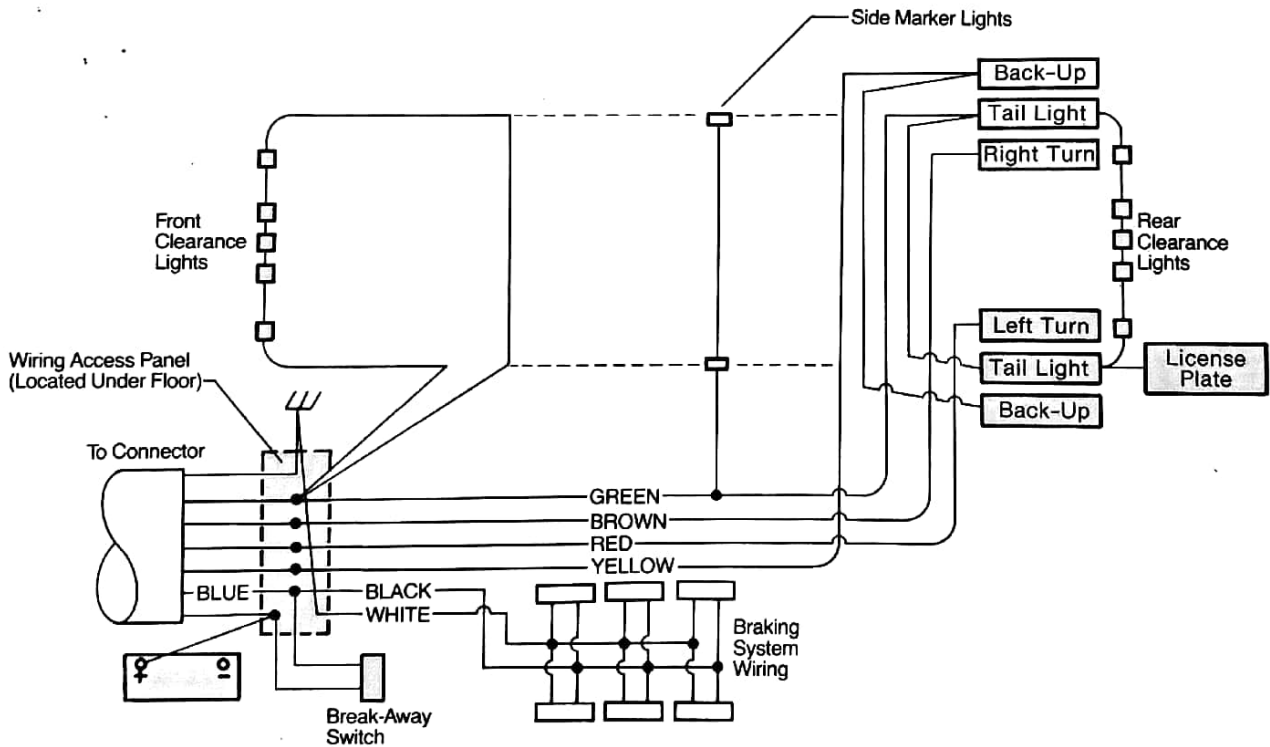 Side Marker Lights
Back-Up
Tail Light
Right Turn
Front
Clearance
Lights
Rear
Clearance
Lights
Left Turn
Tail Light
Back-Up
License
Plate
Wiring Access Panel
(Located Under Floor)
To Connector
GREEN
BROWN
RED
YELLOW
BLUE
BLACK
WHITE
Braking
System
Wiring
+
-
Break-Away
Switch